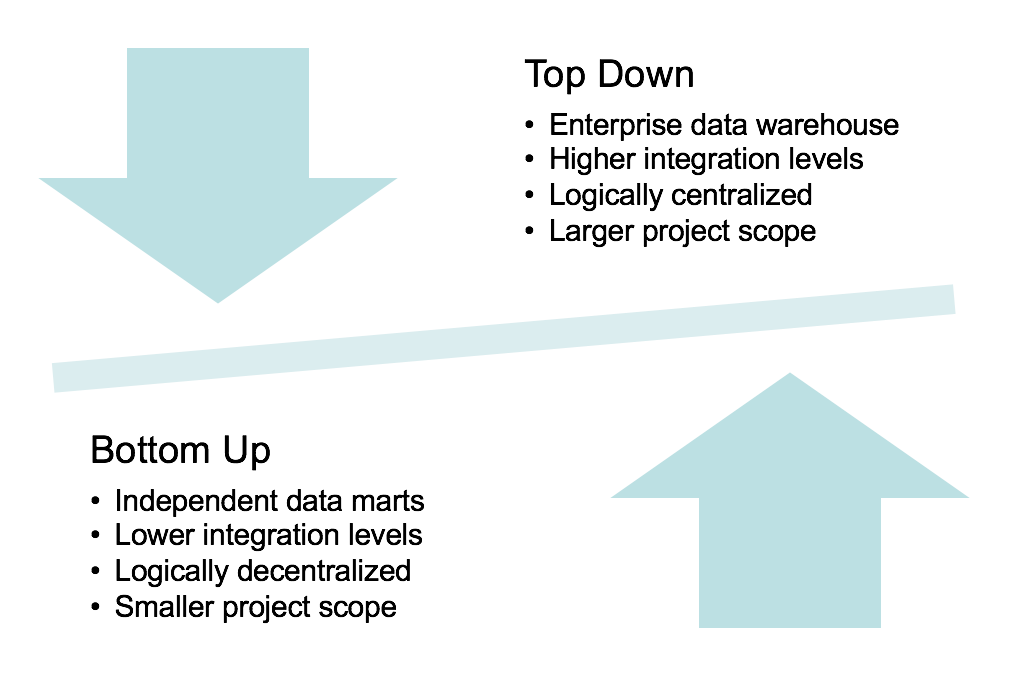 Top Down
• Enterprise data warehouse
• Higher integration levels
• Logically centralized
• Larger project scope
Bottom Up
• Independent data marts
• Lower integration levels
• Logically decentralized
• Smaller project scope